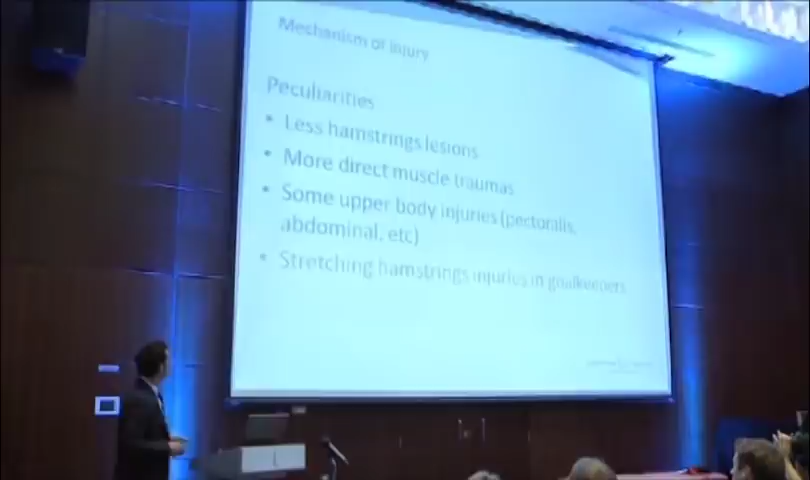 Mechanism of Injury
Peculiarities
• Less hamstrings lesions
• More direct muscle traumas
• Some upper body injuries (pectoralis,
abdominal, etc)
• Stretching hamstrings injuries in goalkeepers